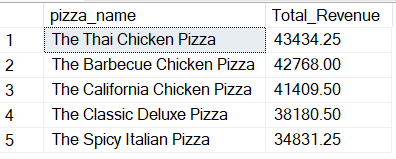 pizza_name Total_Revenue
1 The Thai Chicken Pizza 43434.25
2 The Barbecue Chicken Pizza 42768.00
3 The California Chicken Pizza 41409.50
4 The Classic Deluxe Pizza 38180.50
5 The Spicy Italian Pizza 34831.25